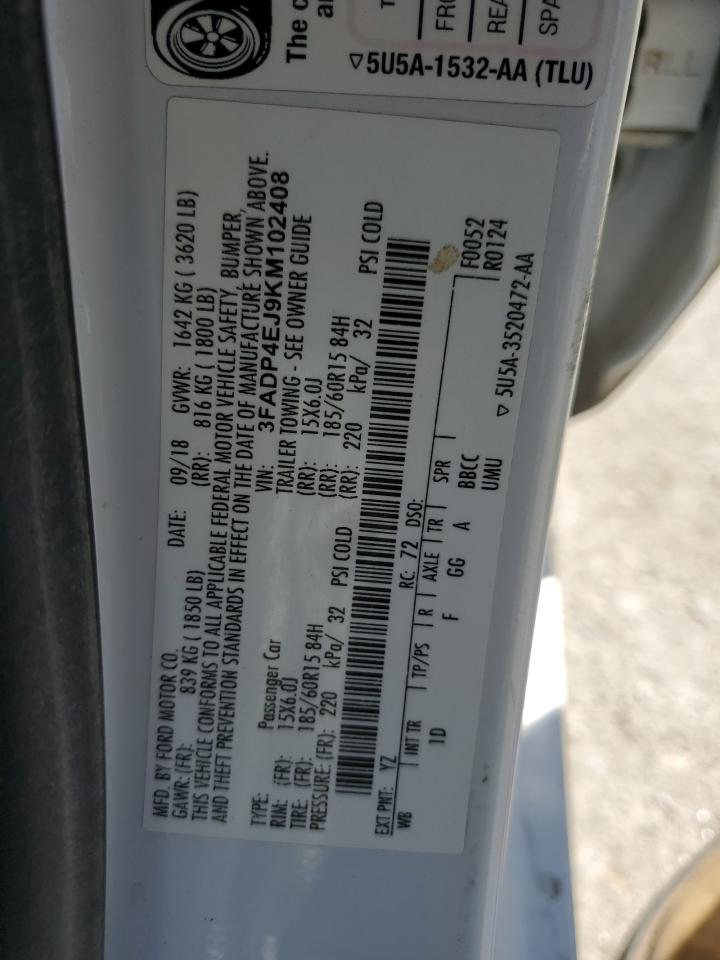 The c
a
T
FRO
REA
SPA
▽5U5A-1532-AA (TLU)
MFD. BY FORD MOTOR CO.
DATE: 09/18 GVWR: 1642 KG ( 3620 LB)
GAWR: (FR): 839 KG ( 1850 LB) (RR): 816 KG ( 1800 LB)
THIS VEHICLE CONFORMS TO ALL APPLICABLE FEDERAL MOTOR VEHICLE SAFETY, BUMPER,
AND THEFT PREVENTION STANDARDS IN EFFECT ON THE DATE OF MANUFACTURE SHOWN ABOVE.
VIN: 3FADP4EJ9KM102408
TYPE: Passenger Car TRAILER TOWING - SEE OWNER GUIDE
RIM: (FR): 15X6.0J (RR): 15X6.0J
TIRE: (FR): 185/60R15 84H (RR): 185/60R15 84H
PRESSURE: (FR): 220 kPa/ 32 PSI COLD (RR): 220 kPa/ 32 PSI COLD
EXT PNT: YZ RC: 72 DSO: F0052
WB INT TR TP/PS R AXLE TR SPR R0124
1D F GG A BBCC
UMU
▽ 5U5A-3520472-AA